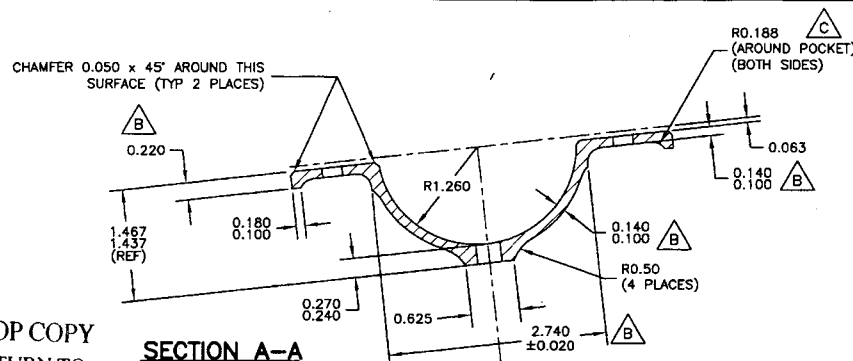 CHAMFER 0.050 x 45° AROUND THIS
SURFACE (TYP 2 PLACES)
R0.188
(AROUND POCKET)
(BOTH SIDES)
C
B
0.220
0.063
0.140
0.100
B
R1.260
1.467
1.437
(REF)
0.180
0.100
0.140
0.100
B
R0.50
(4 PLACES)
0.270
0.240
0.625
2.740
±0.020
B
OP COPY
SECTION A-A